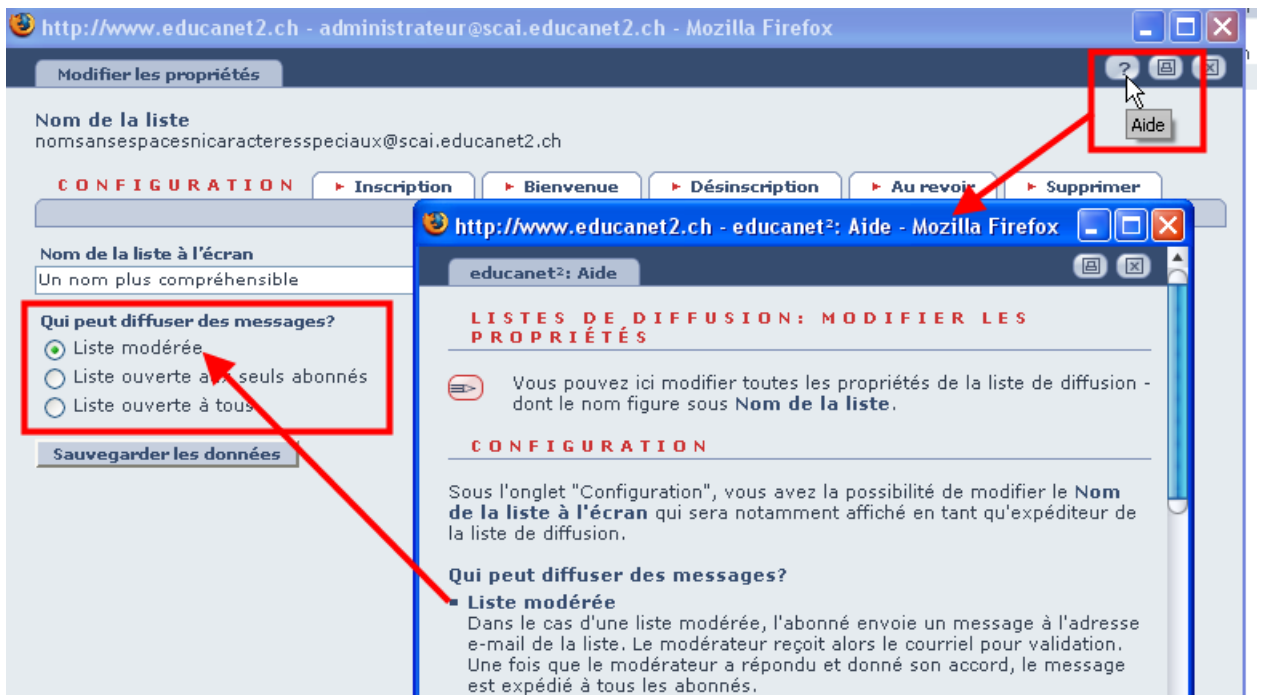 http://www.educanet2.ch - administrateur@scai.educanet2.ch - Mozilla Firefox
Modifier les propriétés
?
Aide
Nom de la liste
nomsansespacesnicaracteresspeciaux@scai.educanet2.ch
CONFIGURATION
Inscription
Bienvenue
Désinscription
Au revoir
Supprimer
Nom de la liste à l'écran
Un nom plus compréhensible
Qui peut diffuser des messages?
Liste modérée
Liste ouverte aux seuls abonnés
Liste ouverte à tous
Sauvegarder les données
http://www.educanet2.ch - educanet²: Aide - Mozilla Firefox
educanet²: Aide
LISTES DE DIFFUSION: MODIFIER LES
PROPRIÉTÉS
Vous pouvez ici modifier toutes les propriétés de la liste de diffusion -
dont le nom figure sous Nom de la liste.
CONFIGURATION
Sous l'onglet "Configuration", vous avez la possibilité de modifier le Nom
de la liste à l'écran qui sera notamment affiché en tant qu'expéditeur de
la liste de diffusion.
Qui peut diffuser des messages?
Liste modérée
Dans le cas d'une liste modérée, l'abonné envoie un message à l'adresse
e-mail de la liste. Le modérateur reçoit alors le courriel pour validation.
Une fois que le modérateur a répondu et donné son accord, le message
est expédié à tous les abonnés.